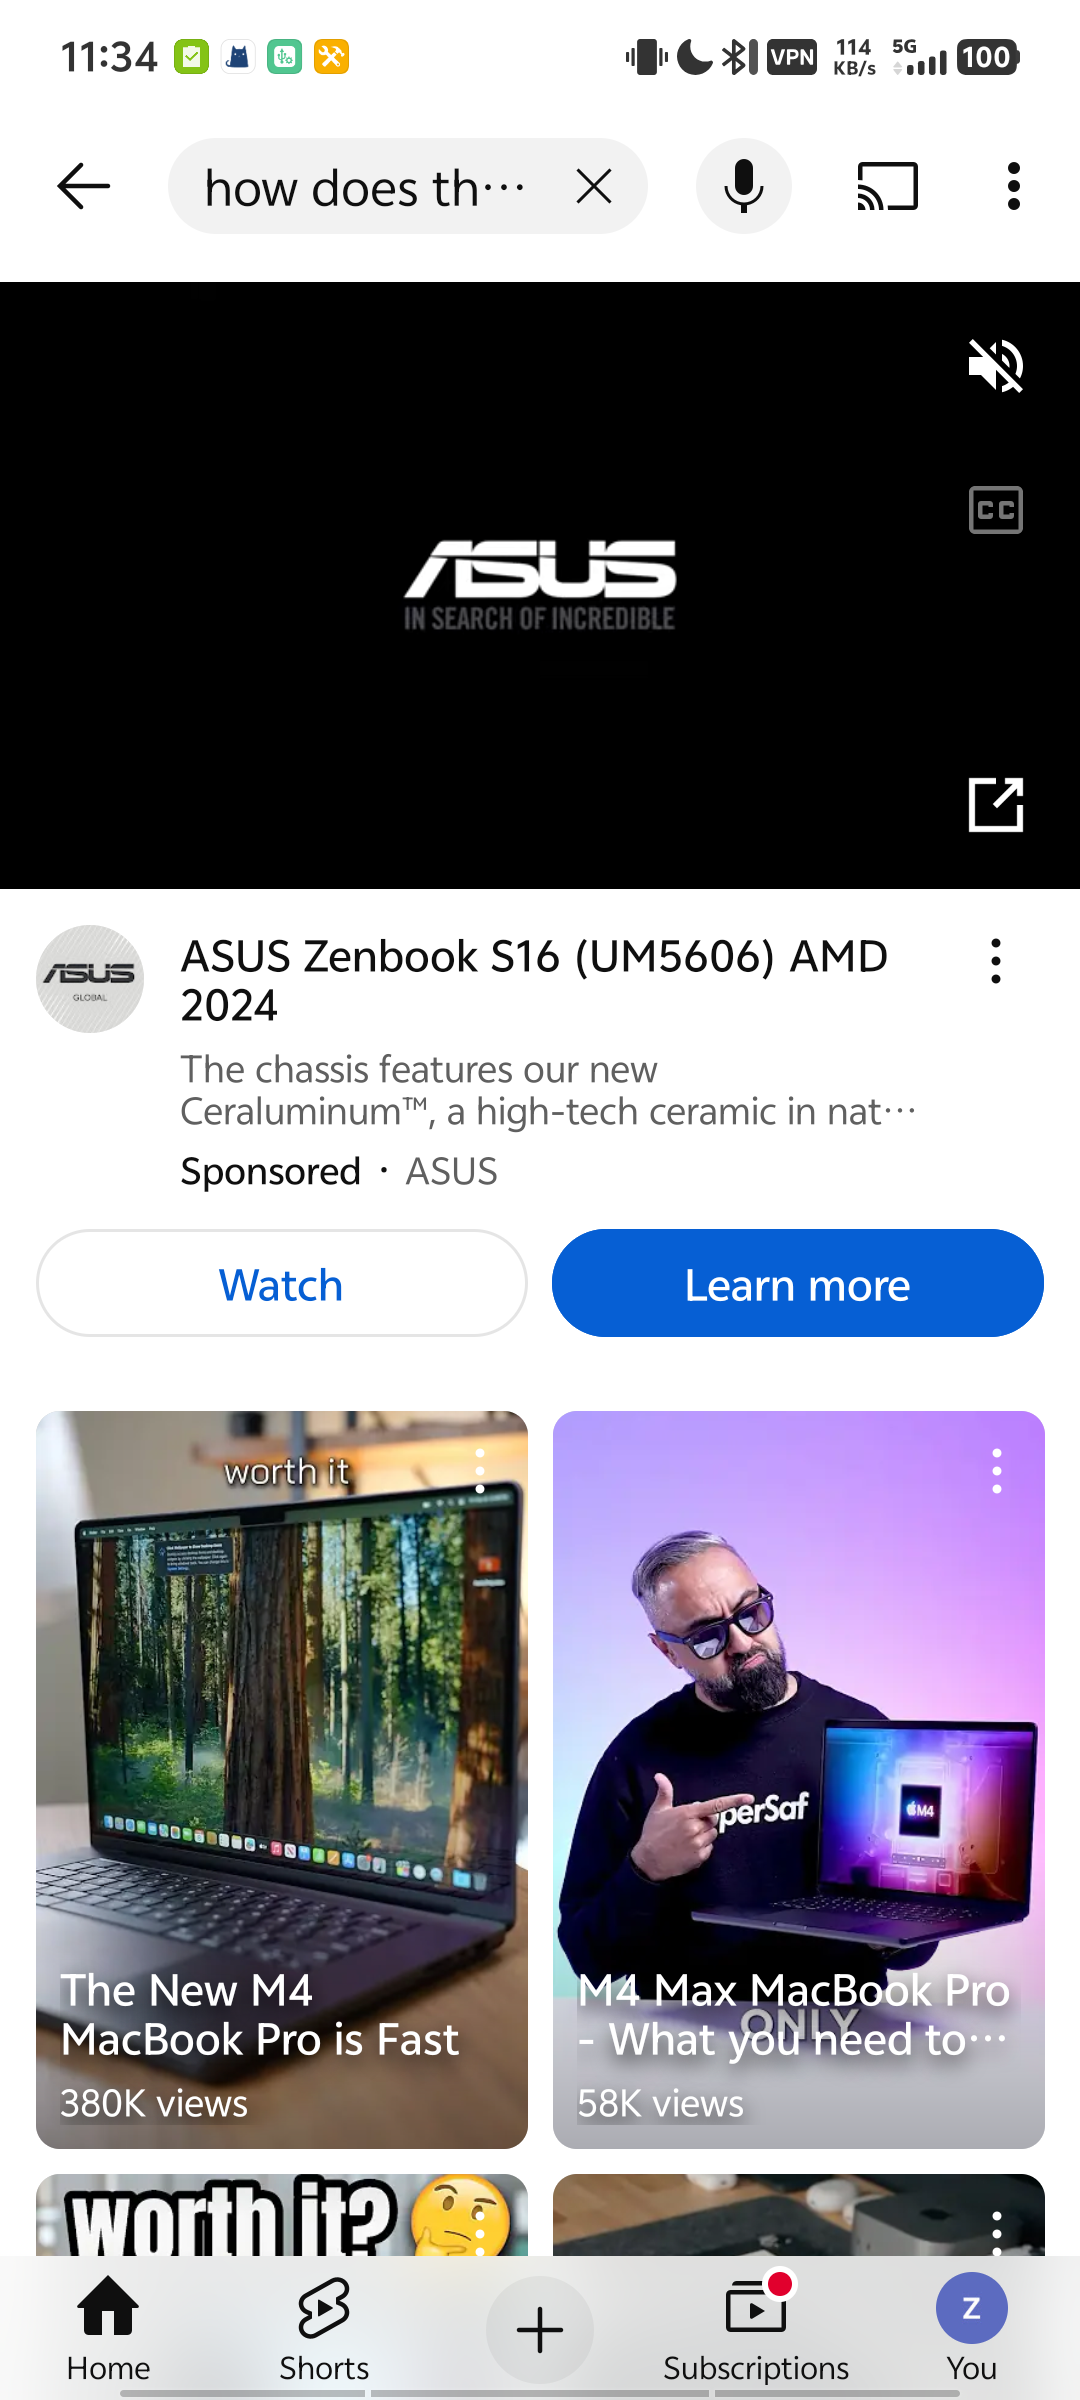 11:34
VPN
114
KB/s
5G
100
how does th···
CC
ASUS
IN SEARCH OF INCREDIBLE
ASUS
GLOBAL
ASUS Zenbook S16 (UM5606) AMD
2024
The chassis features our new
Ceraluminum™, a high-tech ceramic in nat···
Sponsored · ASUS
Watch
Learn more
worth it
The New M4
MacBook Pro is Fast
380K views
perSaf
M4
ONLY
M4 Max MacBook Pro
- What you need to···
58K views
worth it?
Home
Shorts
Subscriptions
Z
You